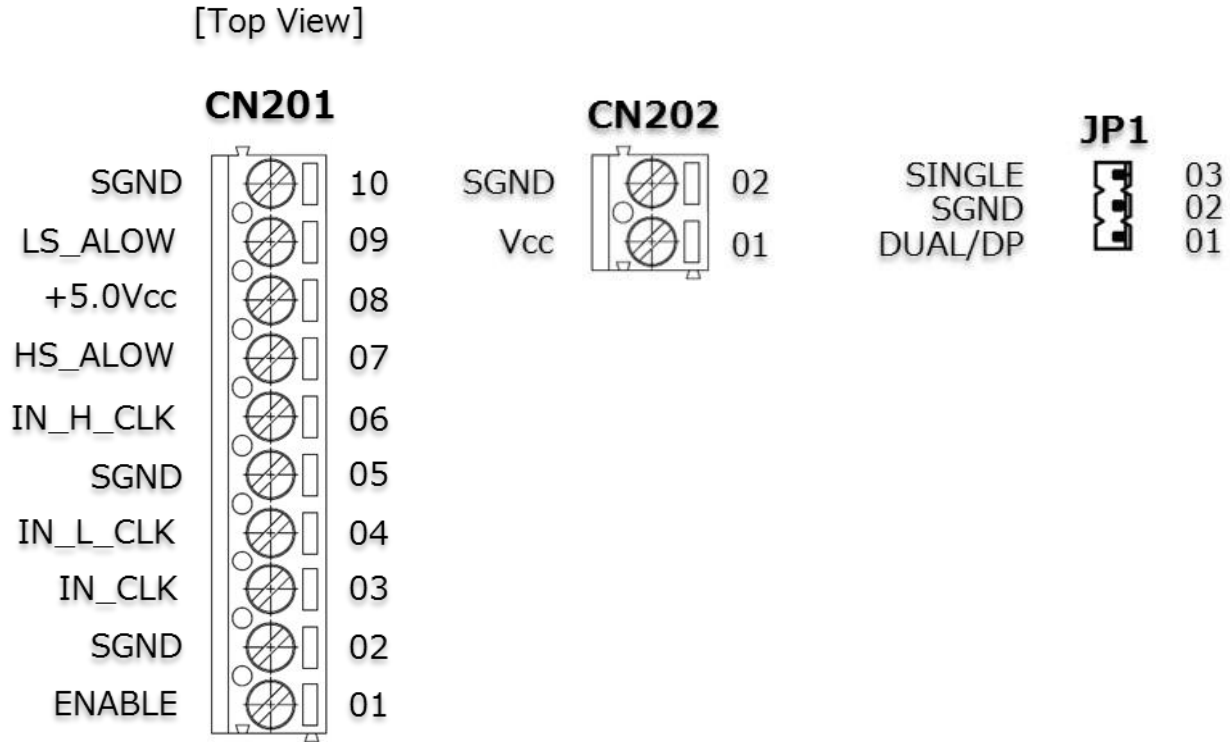 [Top View]
CN201
SGND 10
LS_ALOW 09
+5.0Vcc 08
HS_ALOW 07
IN_H_CLK 06
SGND 05
IN_L_CLK 04
IN_CLK 03
SGND 02
ENABLE 01
CN202
SGND 02
Vcc 01
JP1
SINGLE 03
SGND 02
DUAL/DP 01